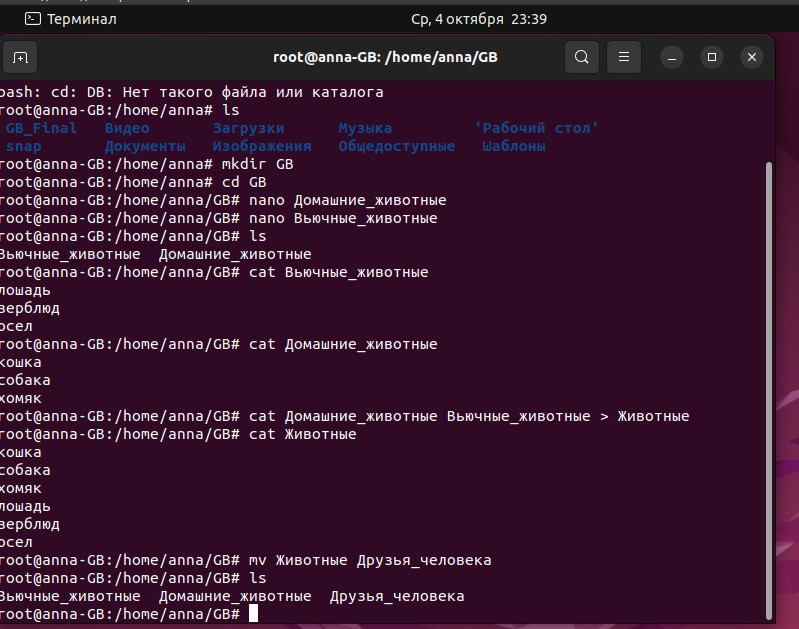 Терминал
Ср, 4 октября 23:39
root@anna-GB: /home/anna/GB
bash: cd: DB: Нет такого файла или каталога
root@anna-GB:/home/anna# ls
GB_Final Видео Загрузки Музыка 'Рабочий стол'
snap Документы Изображения Общедоступные Шаблоны
root@anna-GB:/home/anna# mkdir GB
root@anna-GB:/home/anna# cd GB
root@anna-GB:/home/anna/GB# nano Домашние_животные
root@anna-GB:/home/anna/GB# nano Вьючные_животные
root@anna-GB:/home/anna/GB# ls
Вьючные_животные Домашние_животные
root@anna-GB:/home/anna/GB# cat Вьючные_животные
лошадь
верблюд
осел
root@anna-GB:/home/anna/GB# cat Домашние_животные
кошка
собака
хомяк
root@anna-GB:/home/anna/GB# cat Домашние_животные Вьючные_животные > Животные
root@anna-GB:/home/anna/GB# cat Животные
кошка
собака
хомяк
лошадь
верблюд
осел
root@anna-GB:/home/anna/GB# mv Животные Друзья_человека
root@anna-GB:/home/anna/GB# ls
Вьючные_животные Домашние_животные Друзья_человека
root@anna-GB:/home/anna/GB#